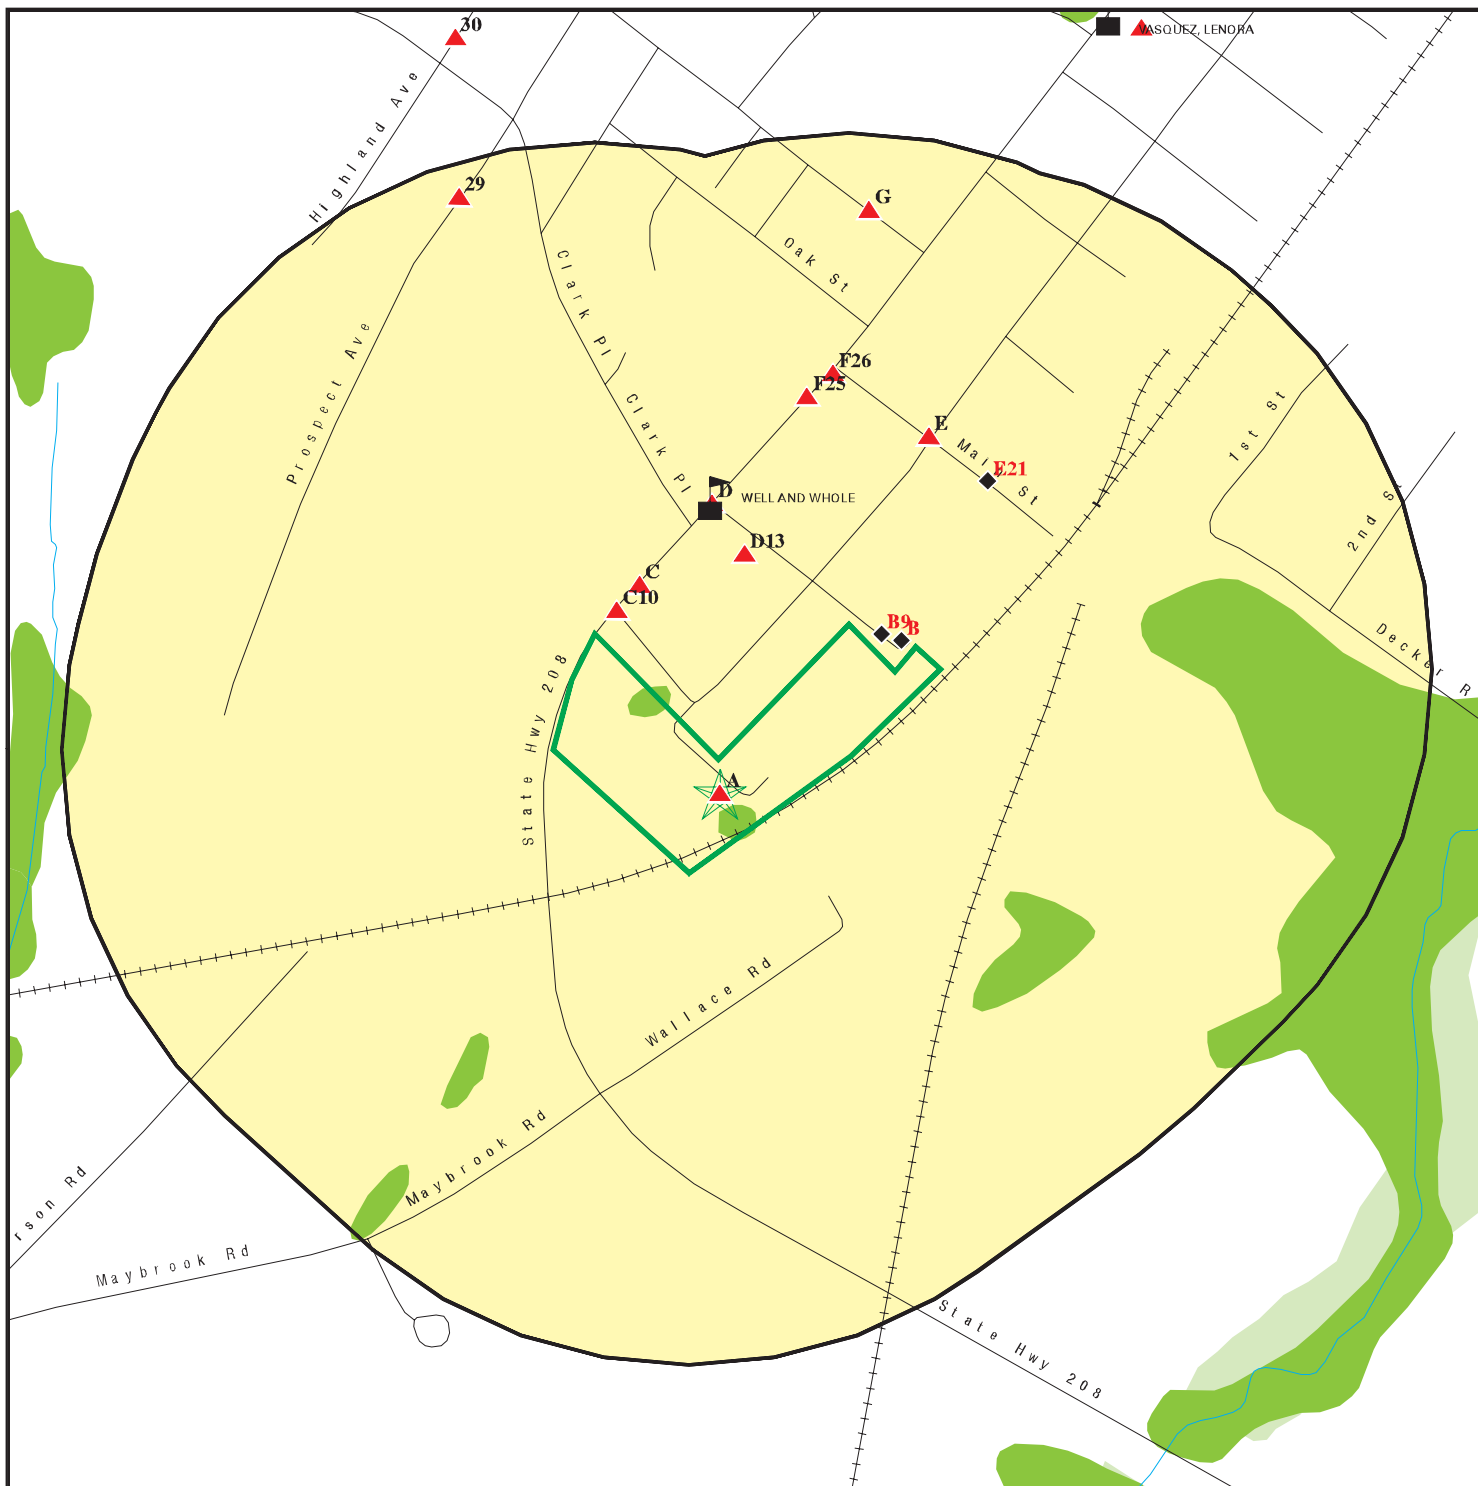 30
VASQUEZ, LENORA
Highland Ave
29
G
Oak St
Clark Pl
Prospect Ave
F26
F25
Clark Pl
E
Main St
E21
1st St
2nd S
D
WELL AND WHOLE
D13
C
C10
B9
B
Decker R
State Hwy 208
A
Wallace Rd
Maybrook Rd
rson Rd
Maybrook Rd
State Hwy 208